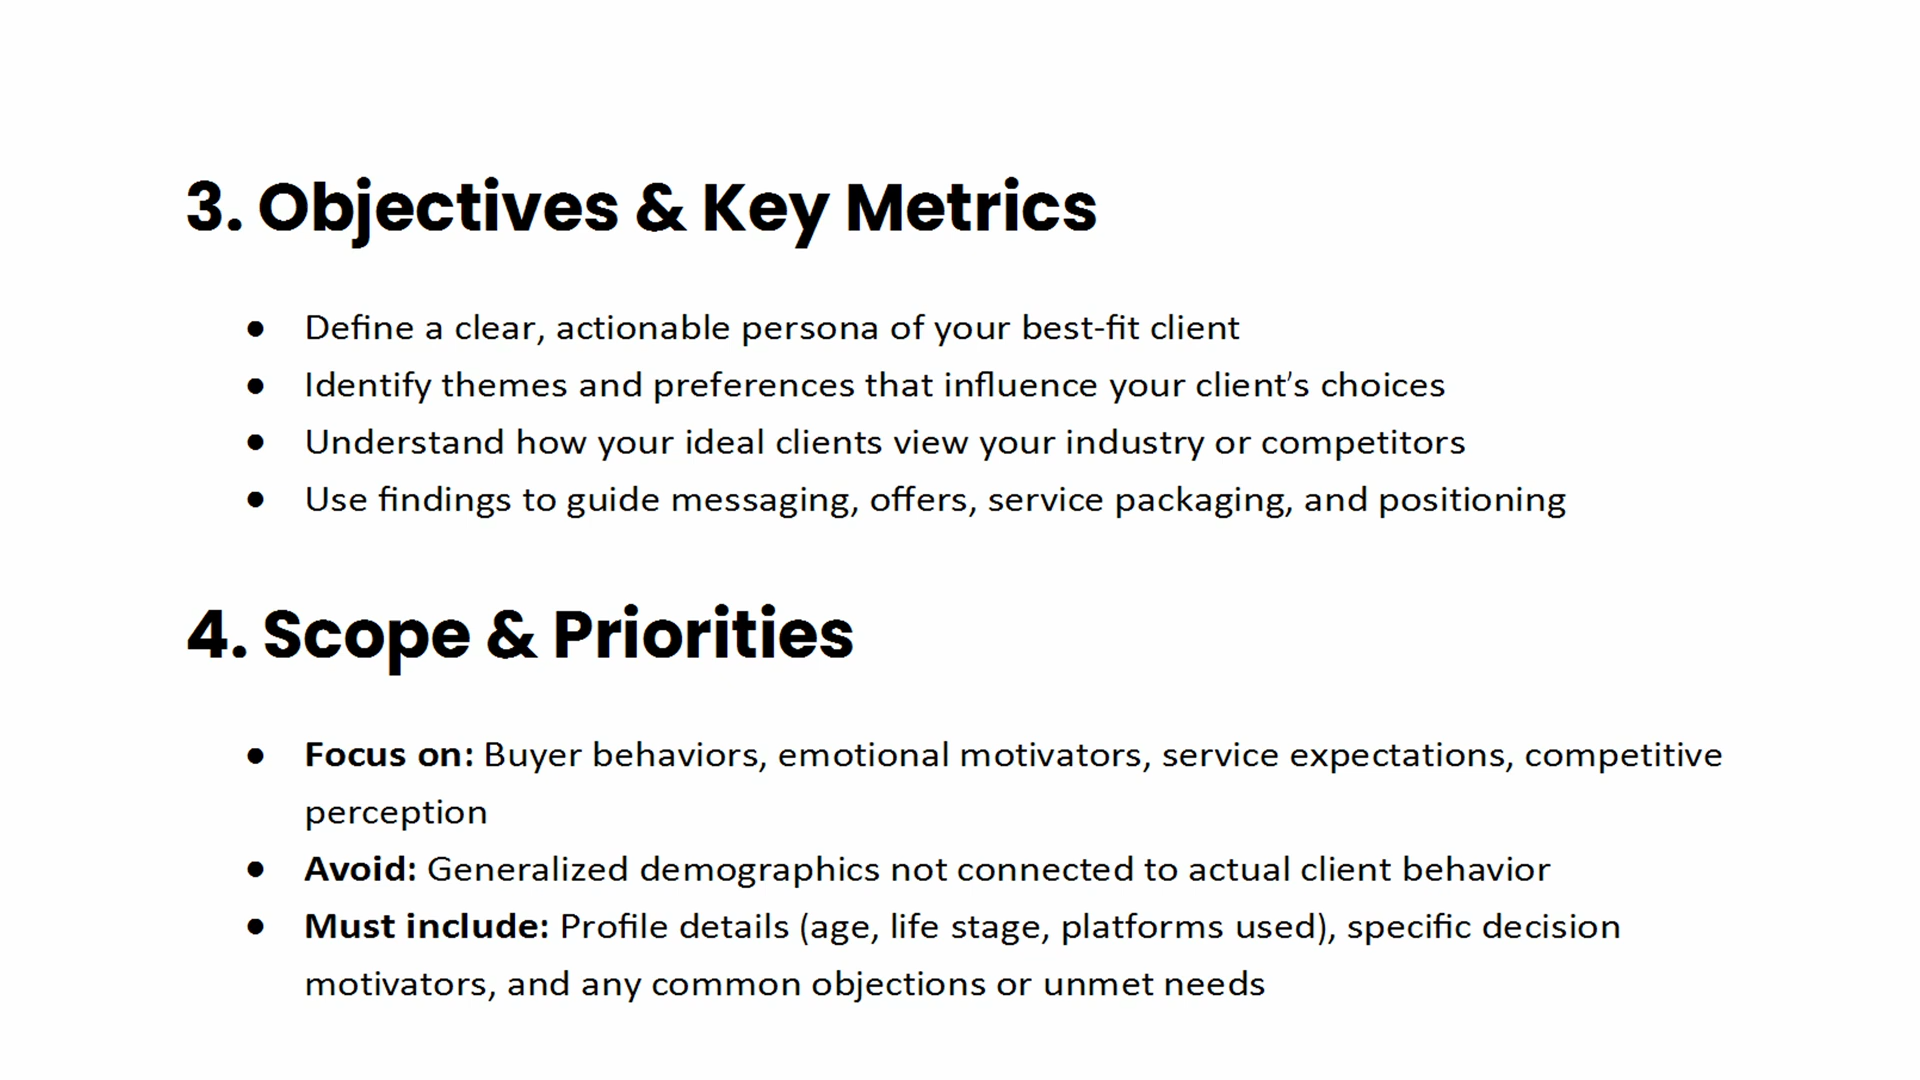 3. Objectives & Key Metrics
● Define a clear, actionable persona of your best-fit client
● Identify themes and preferences that influence your client’s choices
● Understand how your ideal clients view your industry or competitors
● Use findings to guide messaging, offers, service packaging, and positioning
4. Scope & Priorities
● Focus on: Buyer behaviors, emotional motivators, service expectations, competitive
perception
● Avoid: Generalized demographics not connected to actual client behavior
● Must include: Profile details (age, life stage, platforms used), specific decision
motivators, and any common objections or unmet needs